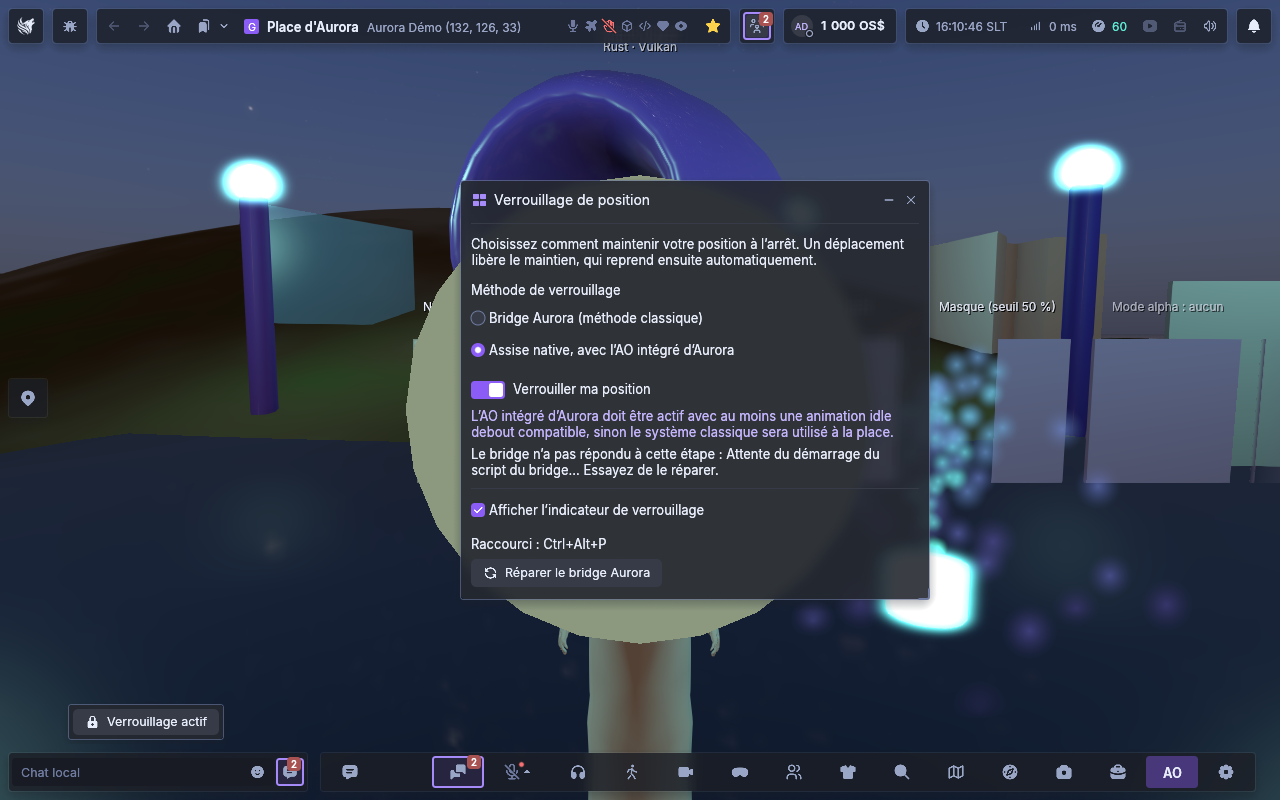 G Place d'Aurora Aurora Démo (132, 126, 33)
2
AD 1 000 OS$
16:10:46 SLT
0 ms
60
Rust · Vulkan
Verrouillage de position
Choisissez comment maintenir votre position à l'arrêt. Un déplacement
libère le maintien, qui reprend ensuite automatiquement.
Méthode de verrouillage
Bridge Aurora (méthode classique)
Assise native, avec l'AO intégré d'Aurora
Verrouiller ma position
L'AO intégré d'Aurora doit être actif avec au moins une animation idle
debout compatible, sinon le système classique sera utilisé à la place.
Le bridge n'a pas répondu à cette étape : Attente du démarrage du
script du bridge... Essayez de le réparer.
Afficher l'indicateur de verrouillage
Raccourci : Ctrl+Alt+P
Réparer le bridge Aurora
Masque (seuil 50 %)
Mode alpha : aucun
Verrouillage actif
Chat local
2
2
AO